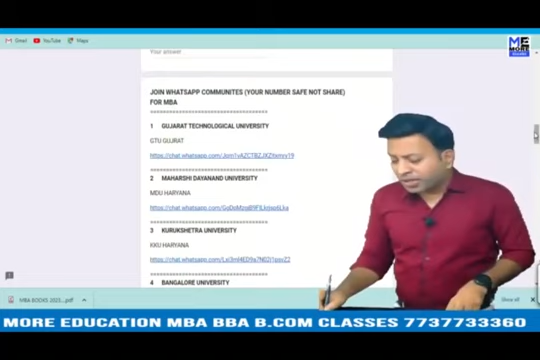 Gmail YouTube Maps
ME
MORE
Your answer
JOIN WHATSAPP COMMUNITES (YOUR NUMBER SAFE NOT SHARE)
FOR MBA
1 GUJARAT TECHNOLOGICAL UNIVERSITY
GTU GUJRAT
2 MAHARSHI DAYANAND UNIVERSITY
MDU HARYANA
3 KURUKSHETRA UNIVERSITY
KKU HARYANA
4 BANGALORE UNIVERSITY
MBA BOOKS 2023....pdf
Show all
MORE EDUCATION MBA BBA B.COM CLASSES 7737733360